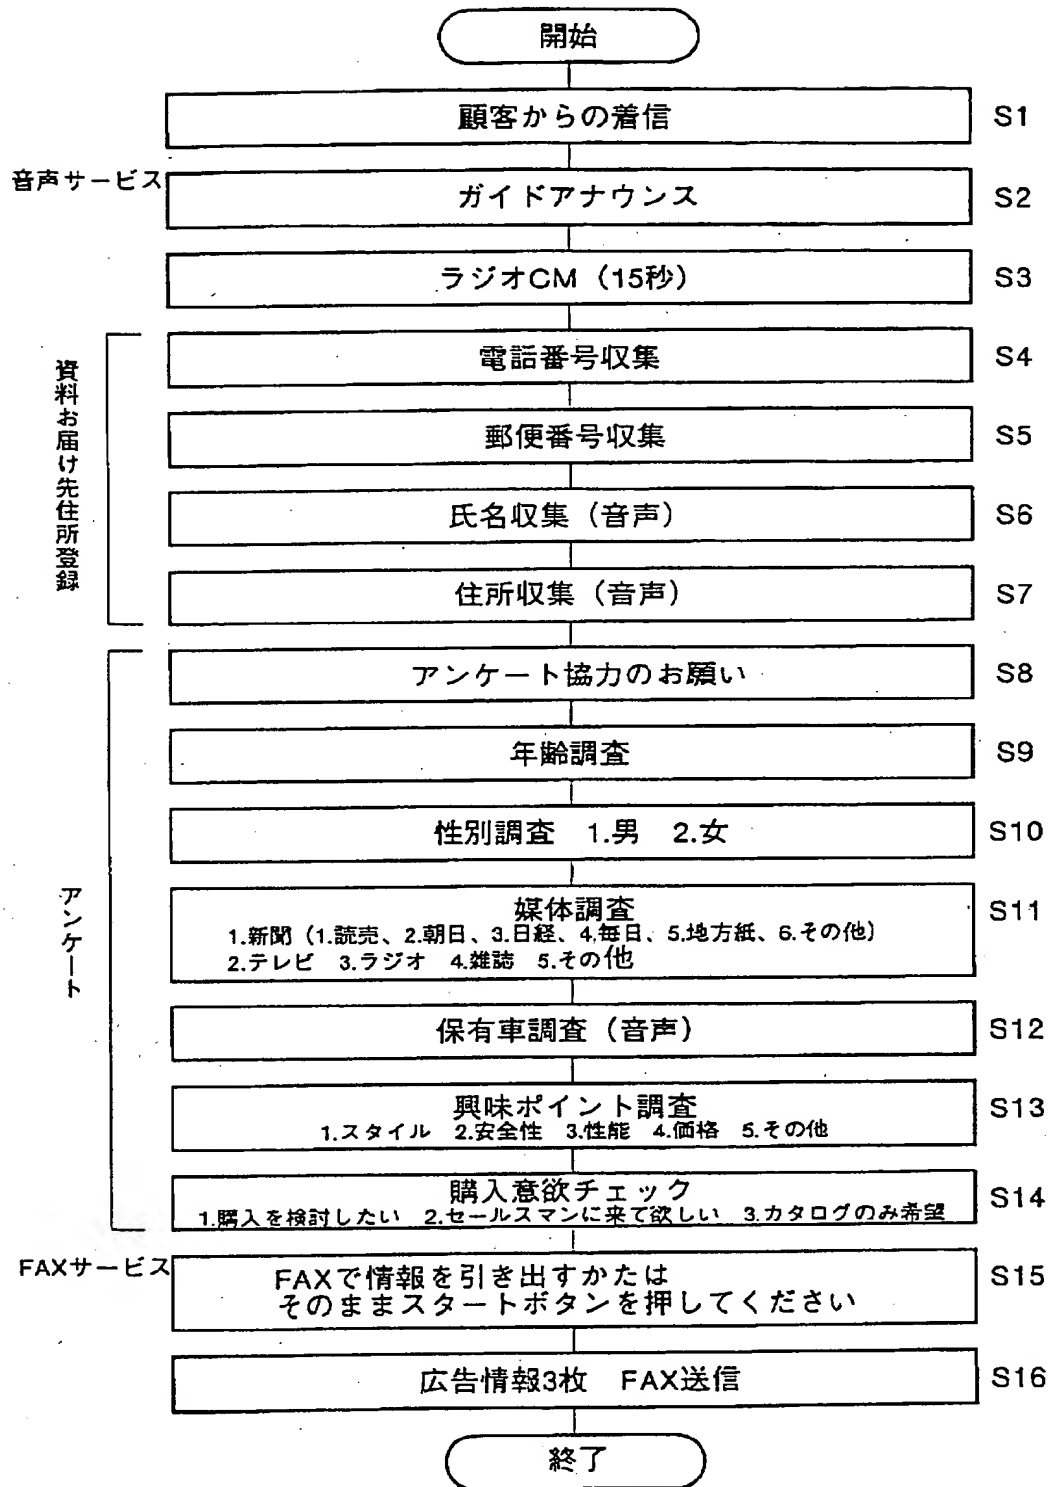 開始
顧客からの着信 S1
音声サービス
ガイドアナウンス S2
ラジオCM（15秒） S3
資料お届け先住所登録
電話番号収集 S4
郵便番号収集 S5
氏名収集（音声） S6
住所収集（音声） S7
アンケート
アンケート協力のお願い S8
年齢調査 S9
性別調査 1.男 2.女 S10
媒体調査 S11
1.新聞（1.読売、2.朝日、3.日経、4.毎日、5.地方紙、6.その他）
2.テレビ 3.ラジオ 4.雑誌 5.その他
保有車調査（音声） S12
興味ポイント調査 S13
1.スタイル 2.安全性 3.性能 4.価格 5.その他
購入意欲チェック S14
1.購入を検討したい 2.セールスマンに来て欲しい 3.カタログのみ希望
FAXサービス
FAXで情報を引き出すかたは S15
そのままスタートボタンを押してください
広告情報3枚 FAX送信 S16
終了